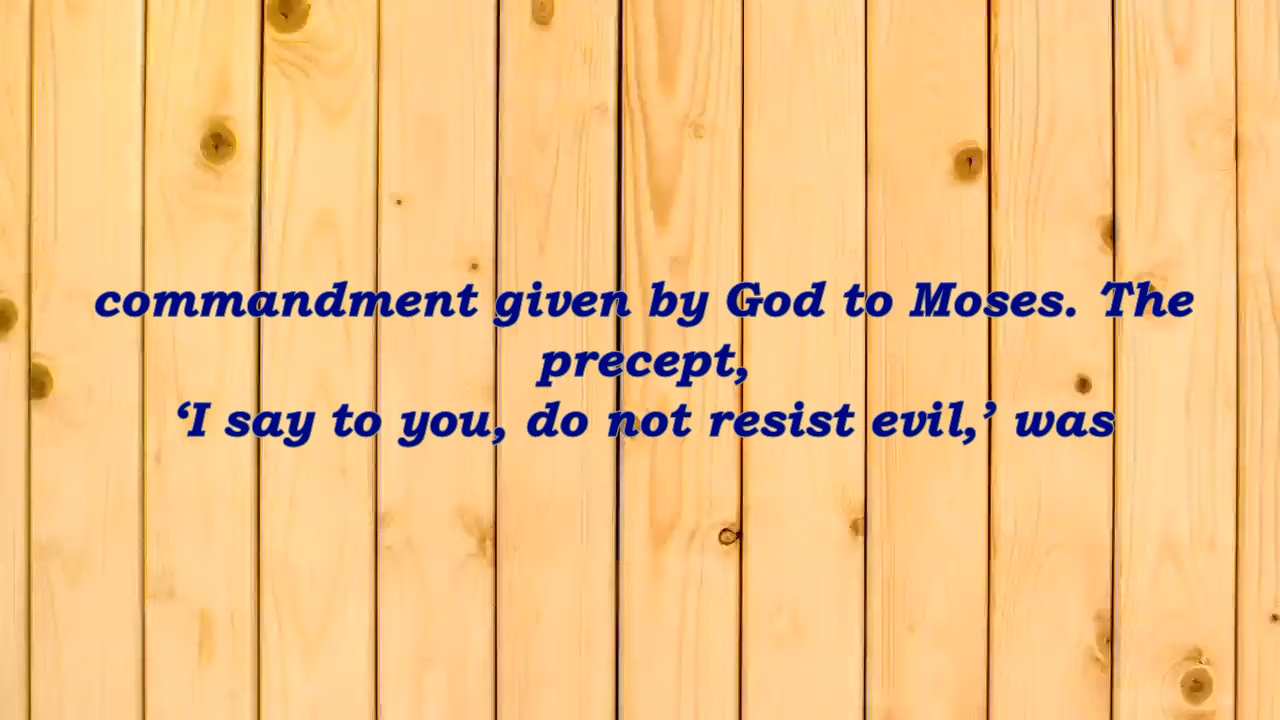 commandment given by God to Moses. The
precept,
‘I say to you, do not resist evil,’ was